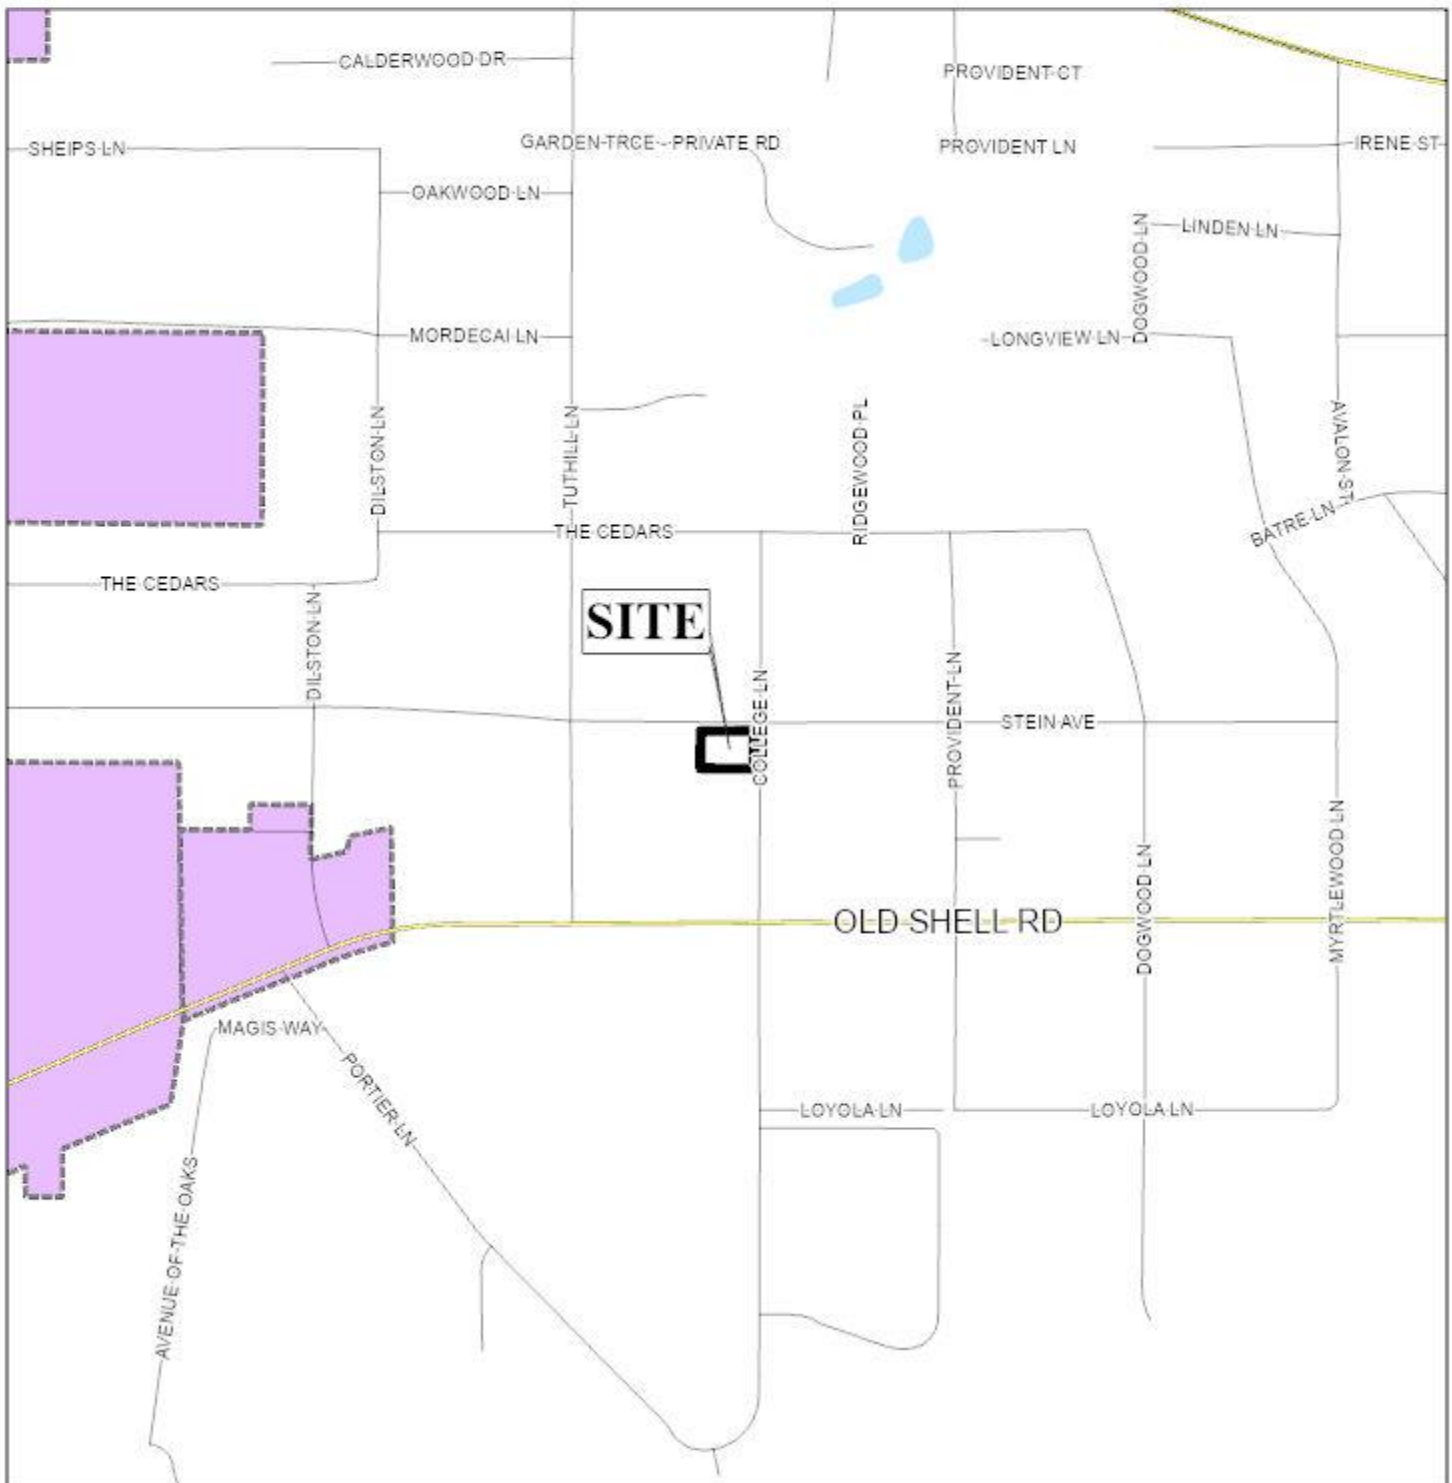 CALDERWOOD DR
PROVIDENT CT
SHEIPS LN
GARDEN TRCE - PRIVATE RD
PROVIDENT LN
IRENE ST
OAKWOOD LN
DOGWOOD LN
LINDEN LN
MORDECAI LN
LONGVIEW LN
DILSTON LN
TUTHILL LN
RIDGEWOOD PL
AVALON ST
BATRE LN
THE CEDARS
THE CEDARS
DILSTON LN
SITE
COLLEGE LN
PROVIDENT LN
STEIN AVE
MYRTLEWOOD LN
DOGWOOD LN
OLD SHELL RD
MAGIS WAY
PORTIER LN
LOYOLA LN
LOYOLA LN
AVENUE OF THE OAKS